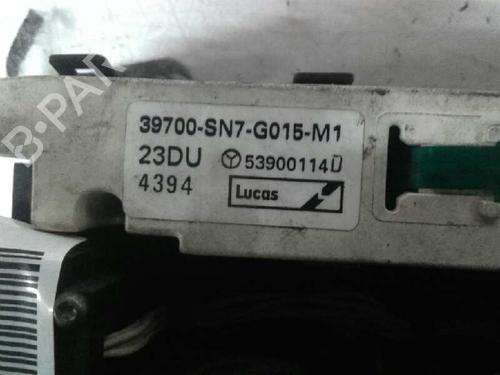 39700-SN7-G015-M1
23DU 53900114D
4394 Lucas
B-PARTS